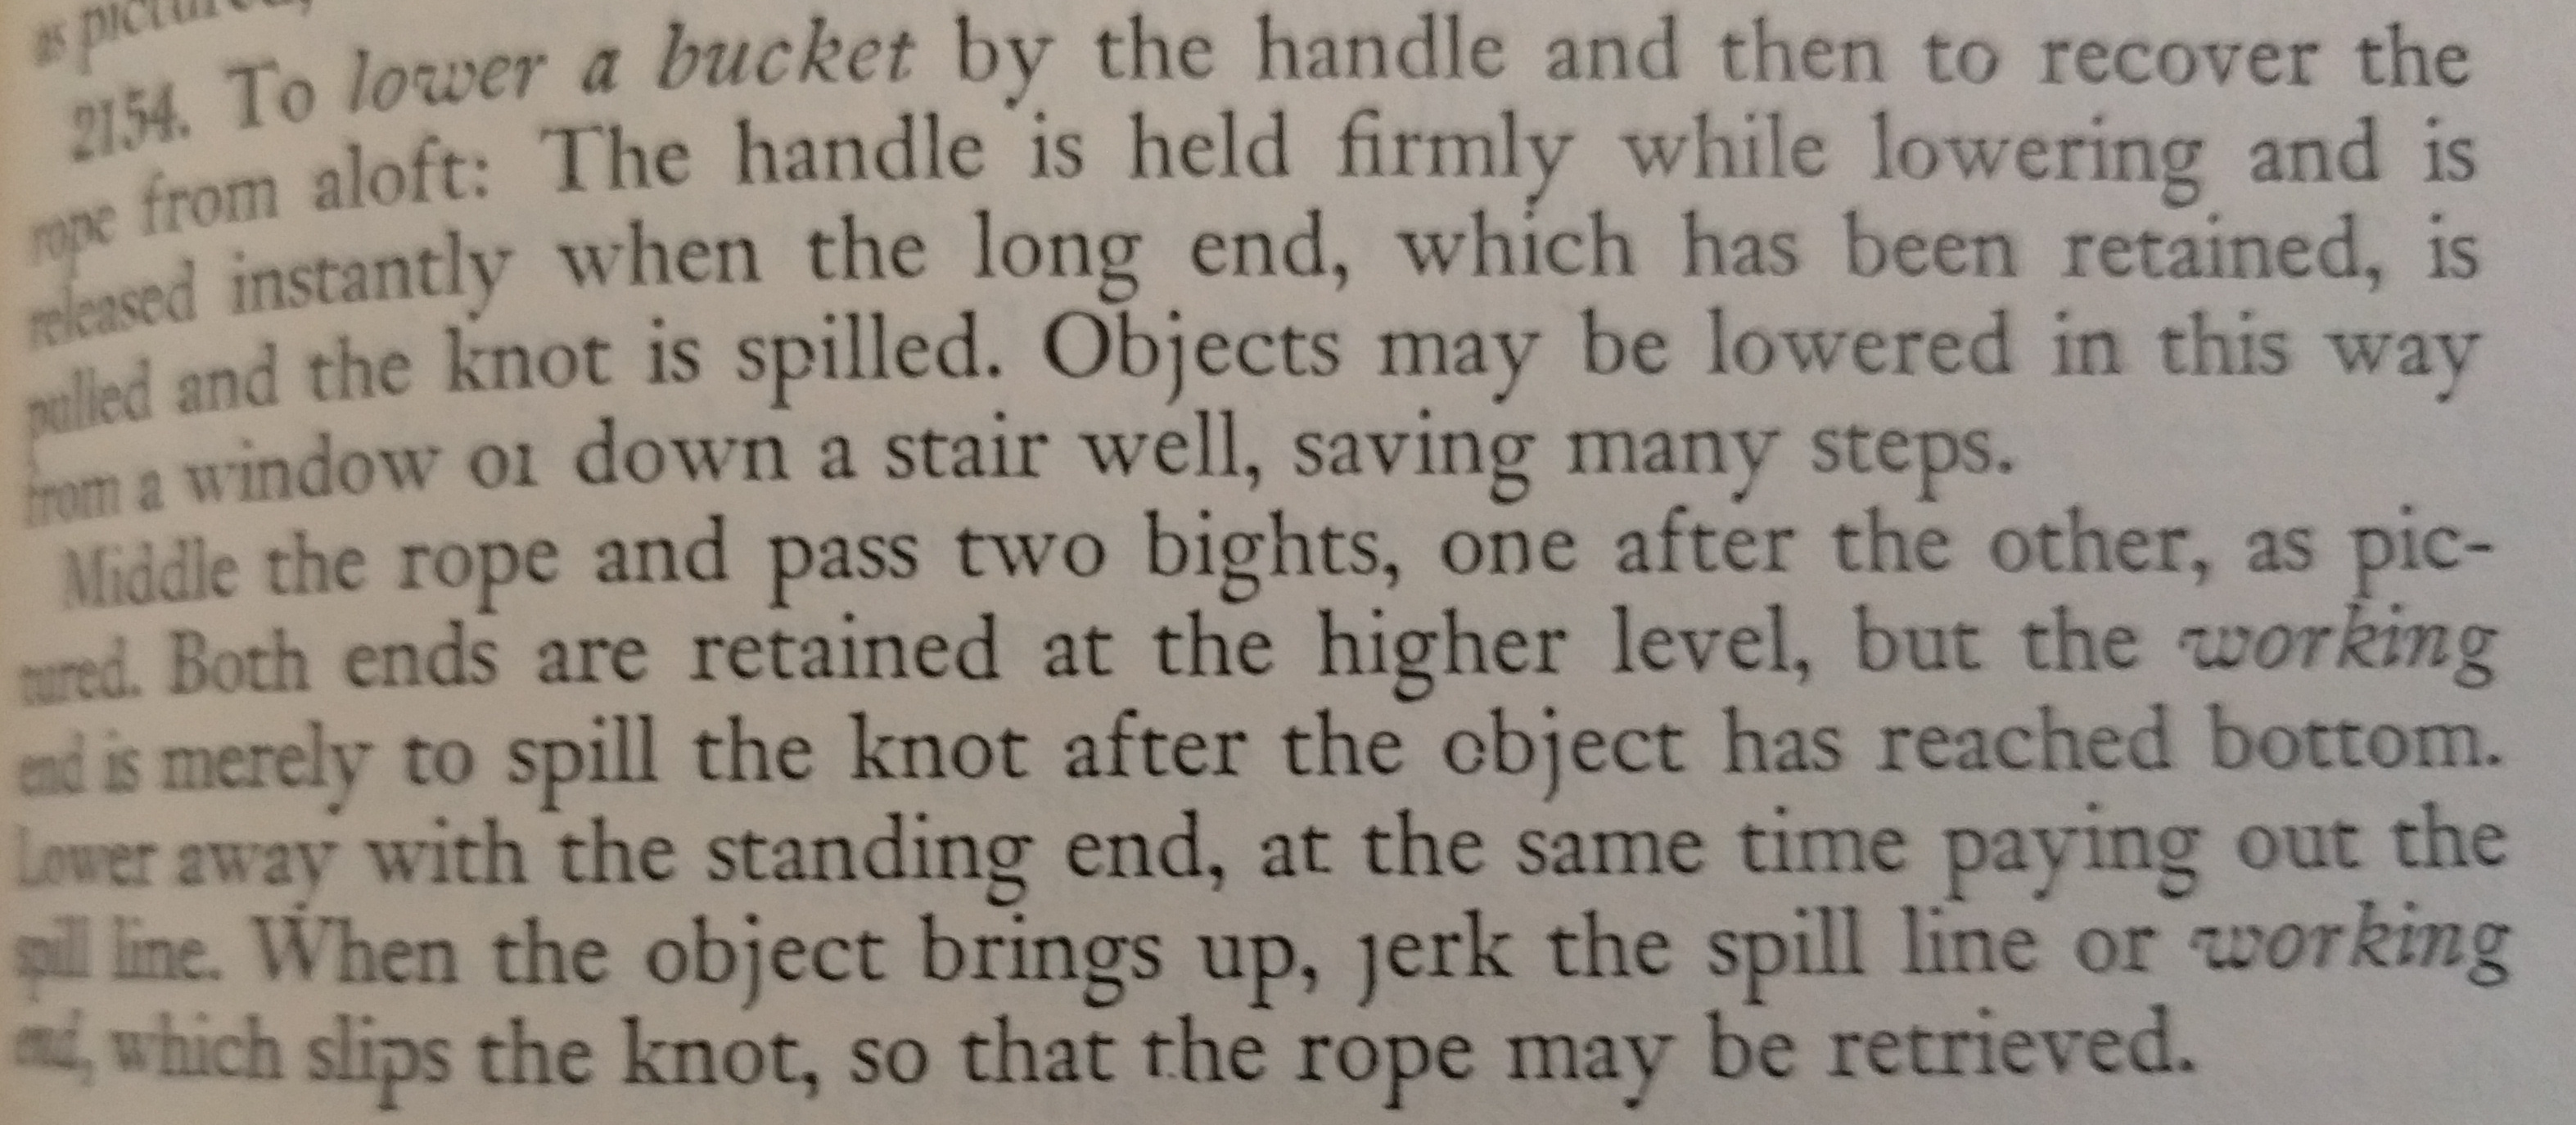 as pictured,
2154. To lower a bucket by the handle and then to recover the
rope from aloft: The handle is held firmly while lowering and is
released instantly when the long end, which has been retained, is
pulled and the knot is spilled. Objects may be lowered in this way
from a window or down a stair well, saving many steps.
Middle the rope and pass two bights, one after the other, as pic-
tured. Both ends are retained at the higher level, but the working
end is merely to spill the knot after the object has reached bottom.
Lower away with the standing end, at the same time paying out the
spill line. When the object brings up, jerk the spill line or working
end, which slips the knot, so that the rope may be retrieved.